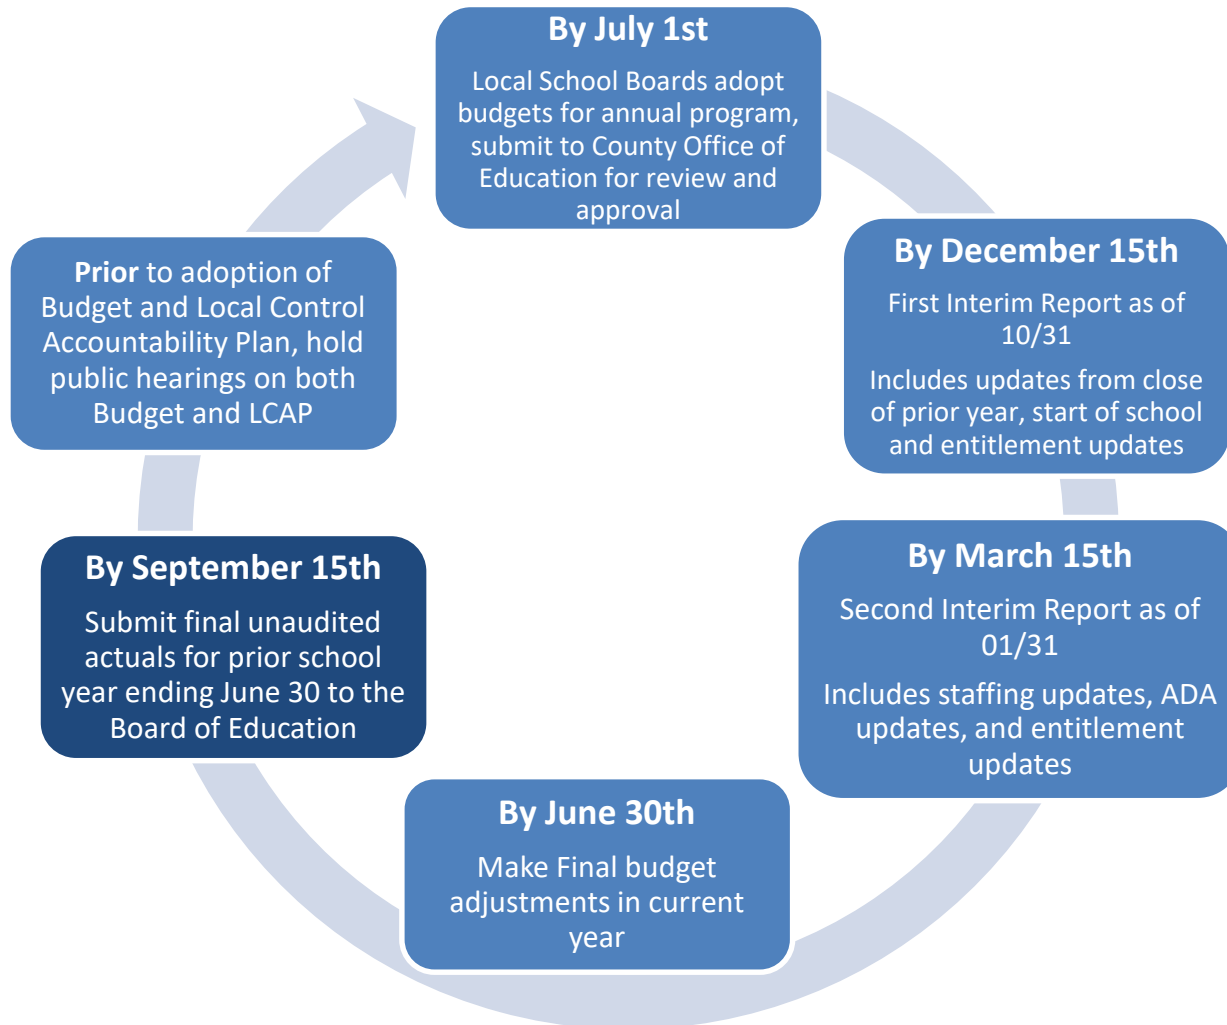 By July 1st
Local School Boards adopt
budgets for annual program,
submit to County Office of
Education for review and
approval
By December 15th
First Interim Report as of
10/31
Includes updates from close
of prior year, start of school
and entitlement updates
By March 15th
Second Interim Report as of
01/31
Includes staffing updates, ADA
updates, and entitlement
updates
By June 30th
Make Final budget
adjustments in current
year
By September 15th
Submit final unaudited
actuals for prior school
year ending June 30 to the
Board of Education
Prior to adoption of
Budget and Local Control
Accountability Plan, hold
public hearings on both
Budget and LCAP